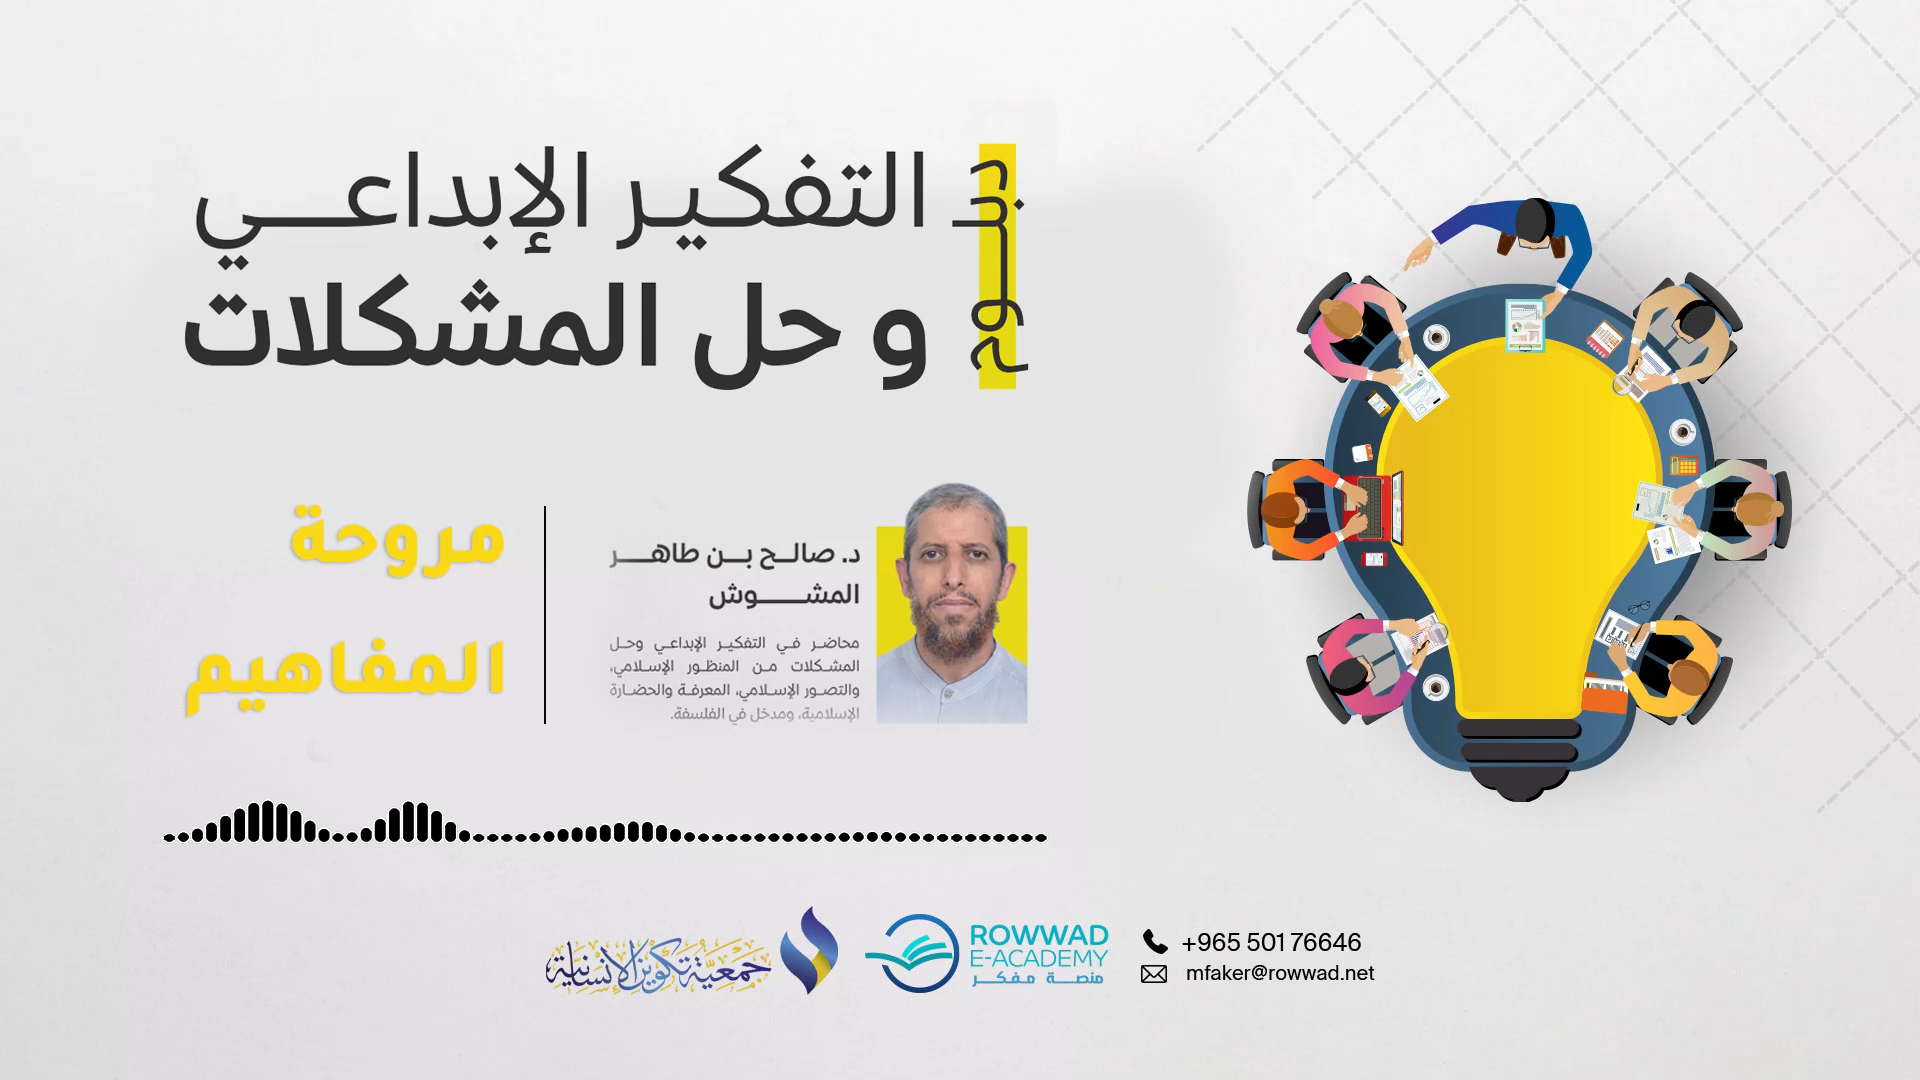 دبلوم
التفكير الإبداعي
و حل المشكلات
د. صالح بن طاهر
المشوش
محاضر في التفكير الإبداعي وحل
المشكلات من المنظور الإسلامي،
والتصور الإسلامي، المعرفة والحضارة
الإسلامية، ومدخل في الفلسفة.
مروحة
المفاهيم
جمعية تكوين الإنسانية
ROWWAD
E-ACADEMY
منصة مفكر
+965 50176646
mfaker@rowwad.net